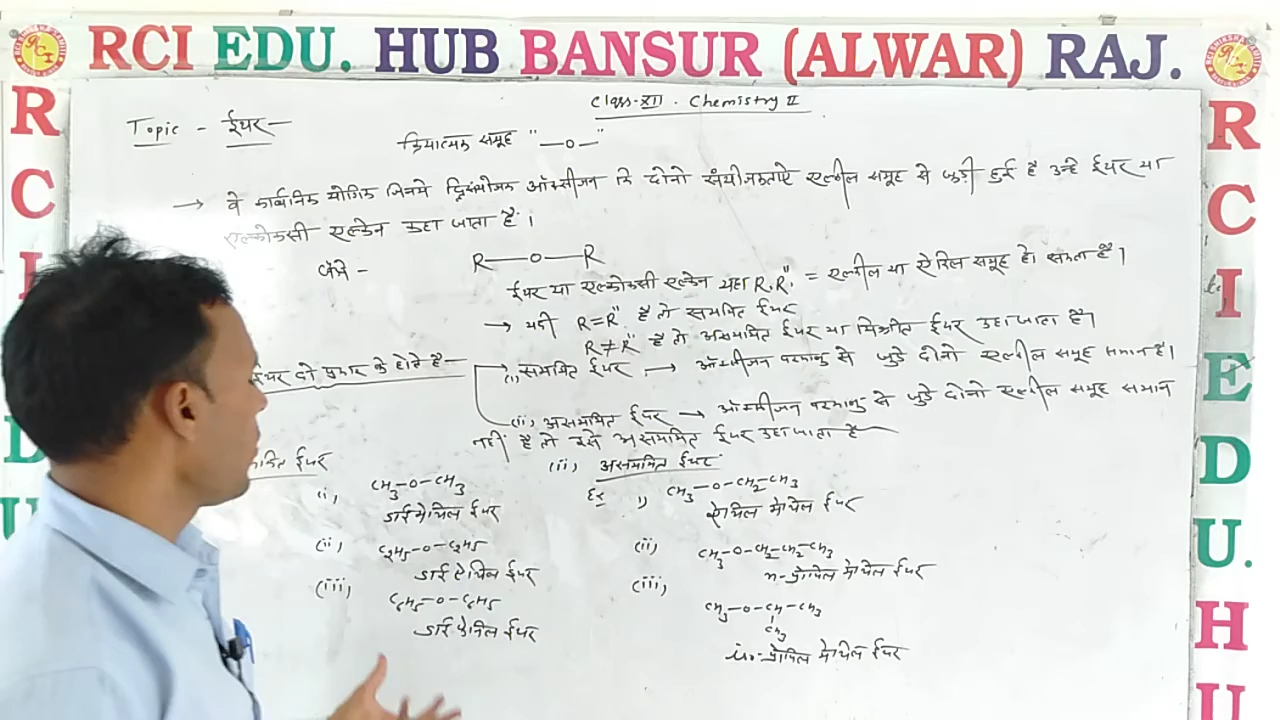 RCI EDU. HUB BANSUR (ALWAR) RAJ.
Class-XII. Chemistry II
Topic - ईथर-
क्रियात्मक समूह "-O-"
→ वे कार्बनिक योगिक जिनमे द्विसंयोजक ऑक्सीजन कि दोनो संयोजकताऐ एल्कील समूह से जुड़ी हुई है उन्हे ईथर या
एल्कोक्सी एल्केन कहा जाता है।
जैसे - R-O-R
ईथर या एल्कोक्सी एल्केन यहा R, R'' = एल्कील या ऐरिल समूह हो सकता है।
→ यदी R=R'' है तो सममित ईथर
R≠R'' है तो असममित ईथर या मिश्रीत ईथर कहा जाता है।
ईथर दो प्रकार के होते है-
(i) सममित ईथर → ऑक्सीजन परमाणु से जुडे दोनो एल्कील समूह समान है।
(ii) असममित ईथर → ऑक्सीजन परमाणु से जुडे दोनो एल्कील समूह समान
नहीं है तो इसे असममित ईथर कहा जाता है
ईथर
(i) CH3-O-CH3
डाई मेथिल ईथर
(ii) C2H5-O-C2H5
डाई ऐथिल ईथर
(iii) C6H5-O-C6H5
डाई फेनिल ईथर
(ii) असममित ईथर
Ex i) CH3-O-CH2-CH3
ऐथिल मेथिल ईथर
(ii) CH3-O-CH2-CH2-CH3
n-प्रोपिल मेथिल ईथर
(iii) CH3-O-CH-CH3
CH3
iso-प्रोपिल मेथिल ईथर
R
C
I
D
U
R
C
I
E
D
U.
H
U